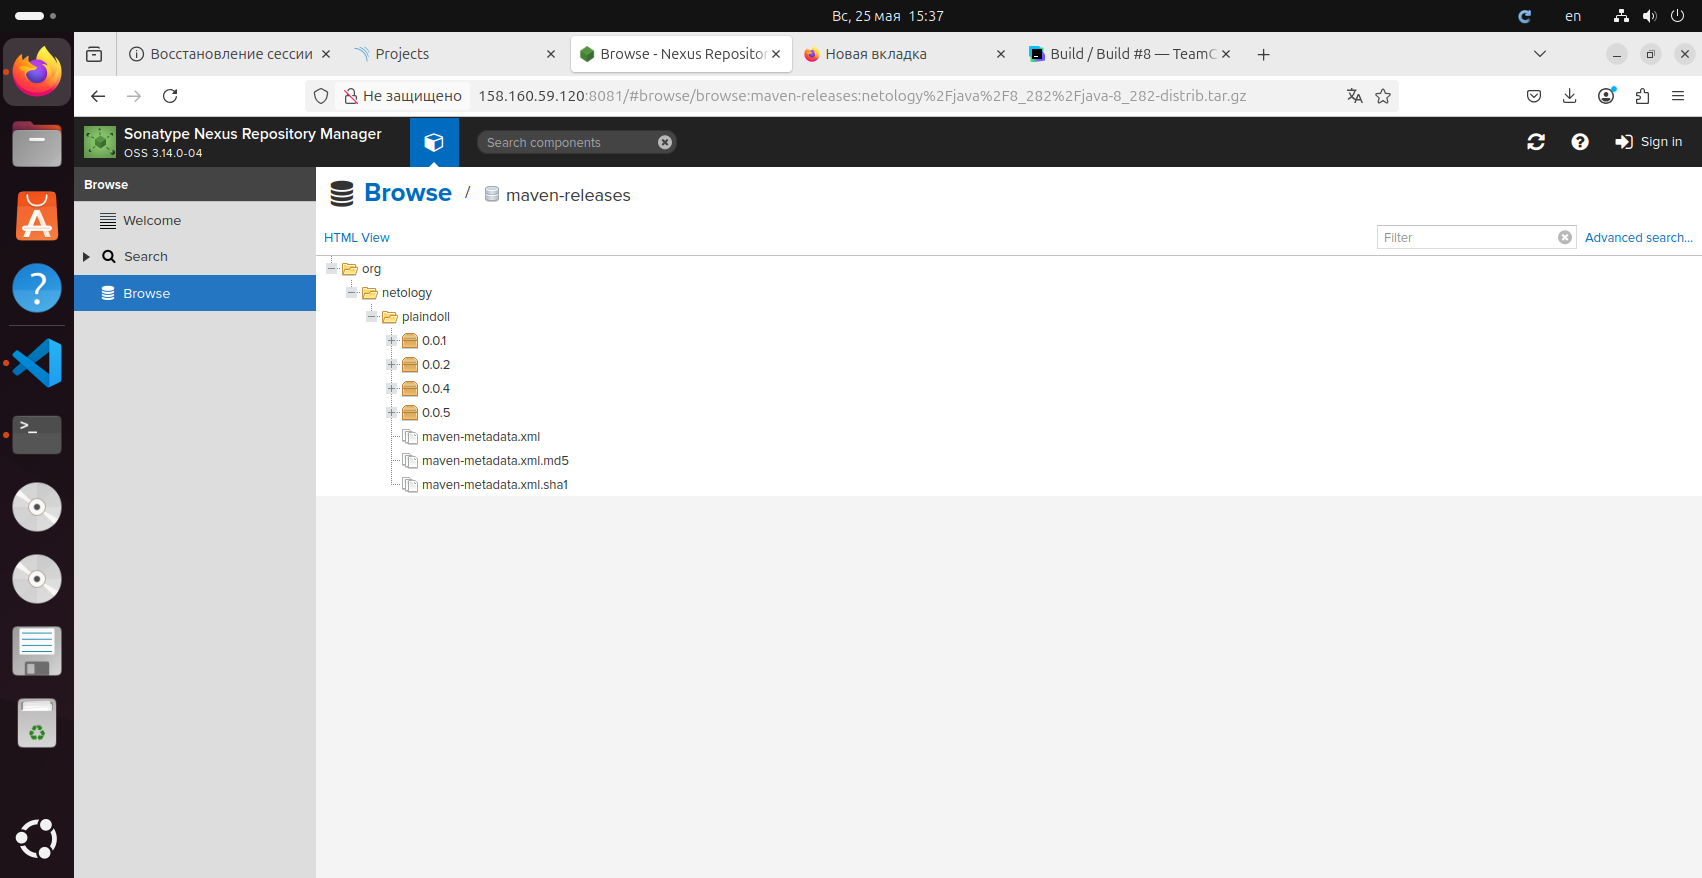 Вс, 25 мая 15:37
en
Восстановление сессии
Projects
Browse - Nexus Repositor
Новая вкладка
Build / Build #8 — TeamC
Не защищено
158.160.59.120:8081/#browse/browse:maven-releases:netology%2Fjava%2F8_282%2Fjava-8_282-distrib.tar.gz
Sonatype Nexus Repository Manager
OSS 3.14.0-04
Search components
Sign in
Browse
Welcome
Search
Browse
Browse / maven-releases
HTML View
Filter
Advanced search...
org
netology
plaindoll
0.0.1
0.0.2
0.0.4
0.0.5
maven-metadata.xml
maven-metadata.xml.md5
maven-metadata.xml.sha1